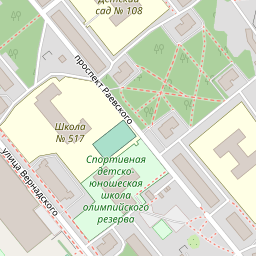 Детский
сад № 108
проспект Раевского
Школа
№ 517
улица Вернадского
Спортивная
детско-
юношеская
школа
олимпийского
резерва